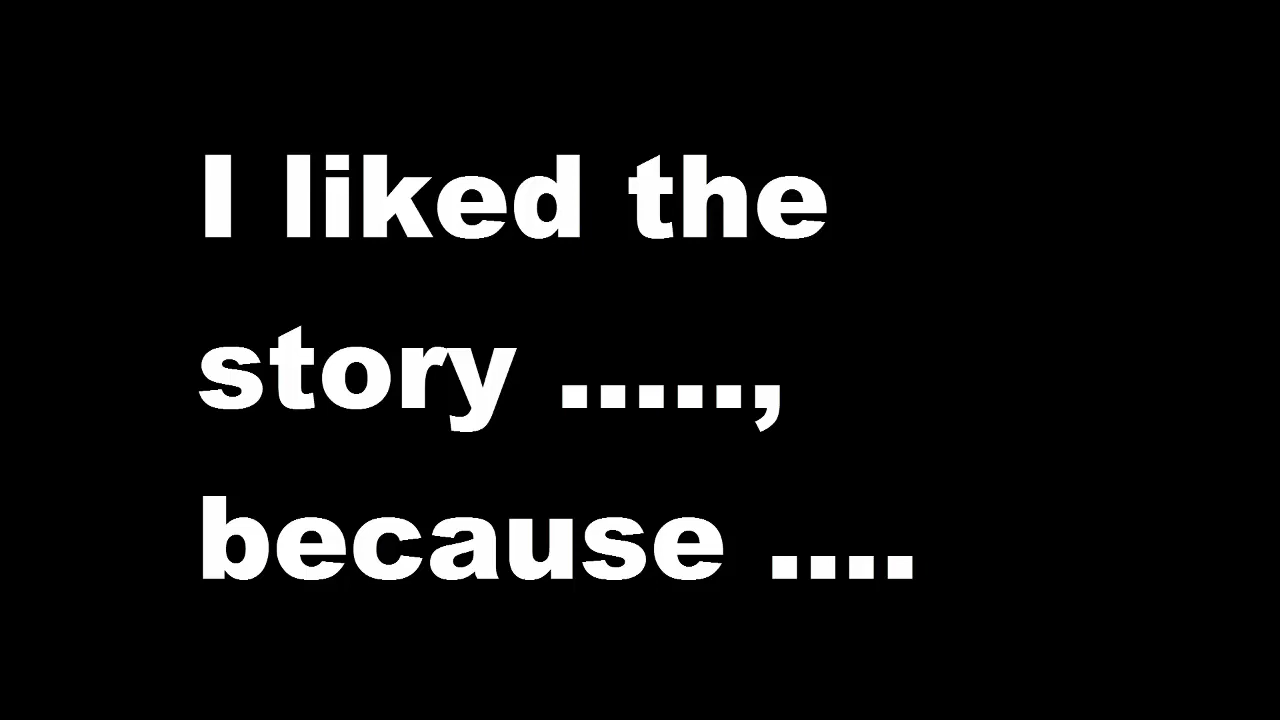 I liked the
story .....,
because ....